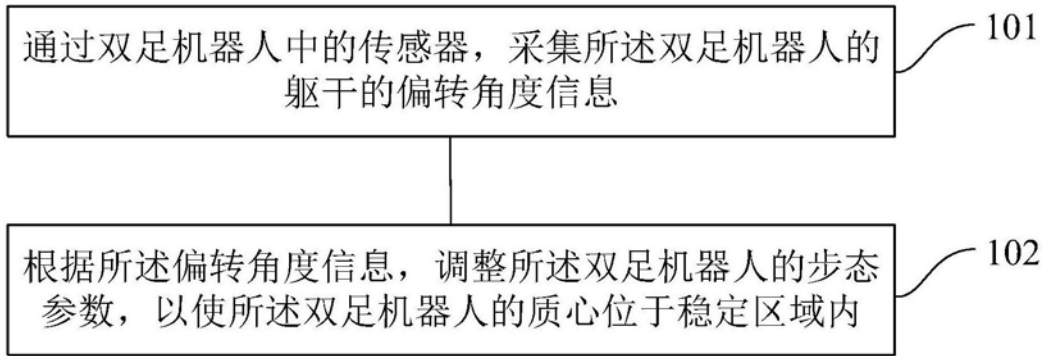 通过双足机器人中的传感器，采集所述双足机器人的
躯干的偏转角度信息
101
根据所述偏转角度信息，调整所述双足机器人的步态
参数，以使所述双足机器人的质心位于稳定区域内
102